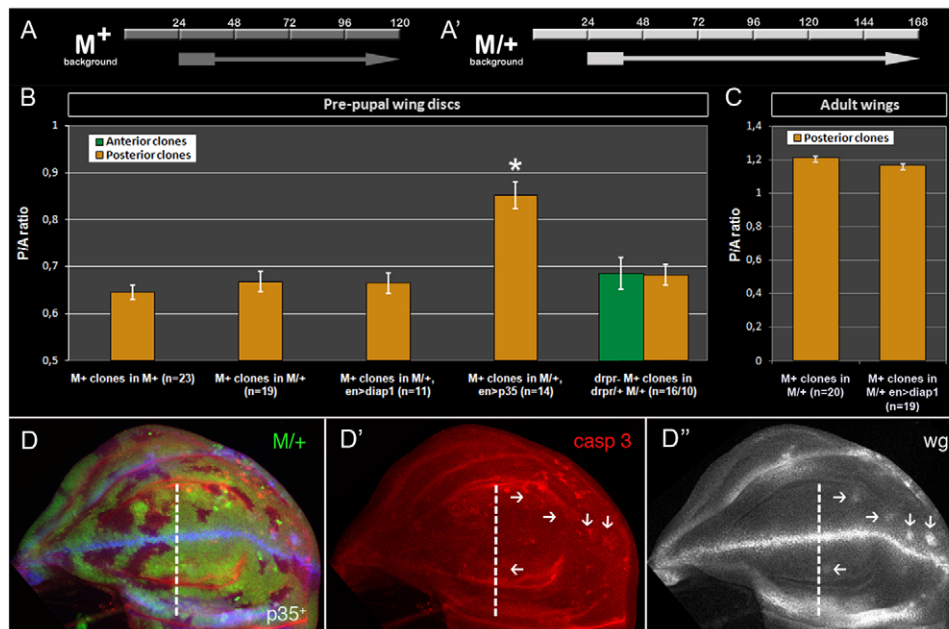 A
M+
background
24 48 72 96 120
A'
M/+
background
24 48 72 96 120 144 168
B
Pre-pupal wing discs
P/A ratio
1
0,9
0,8
0,7
0,6
0,5
Anterior clones
Posterior clones
*
M+ clones in M+ (n=23)
M+ clones in M/+
(n=19)
M+ clones in M/+,
en>diap1 (n=11)
M+ clones in M/+,
en>p35 (n=14)
drpr- M+ clones in
drpr/+ M/+ (n=16/10)
C
Adult wings
P/A ratio
1,4
1,2
1
0,8
0,6
0,4
0,2
0
Posterior clones
M+ clones in
M/+ (n=20)
M+ clones in
M/+ en>diap1
(n=19)
D
M/+
p35+
D'
casp 3
D"
wg